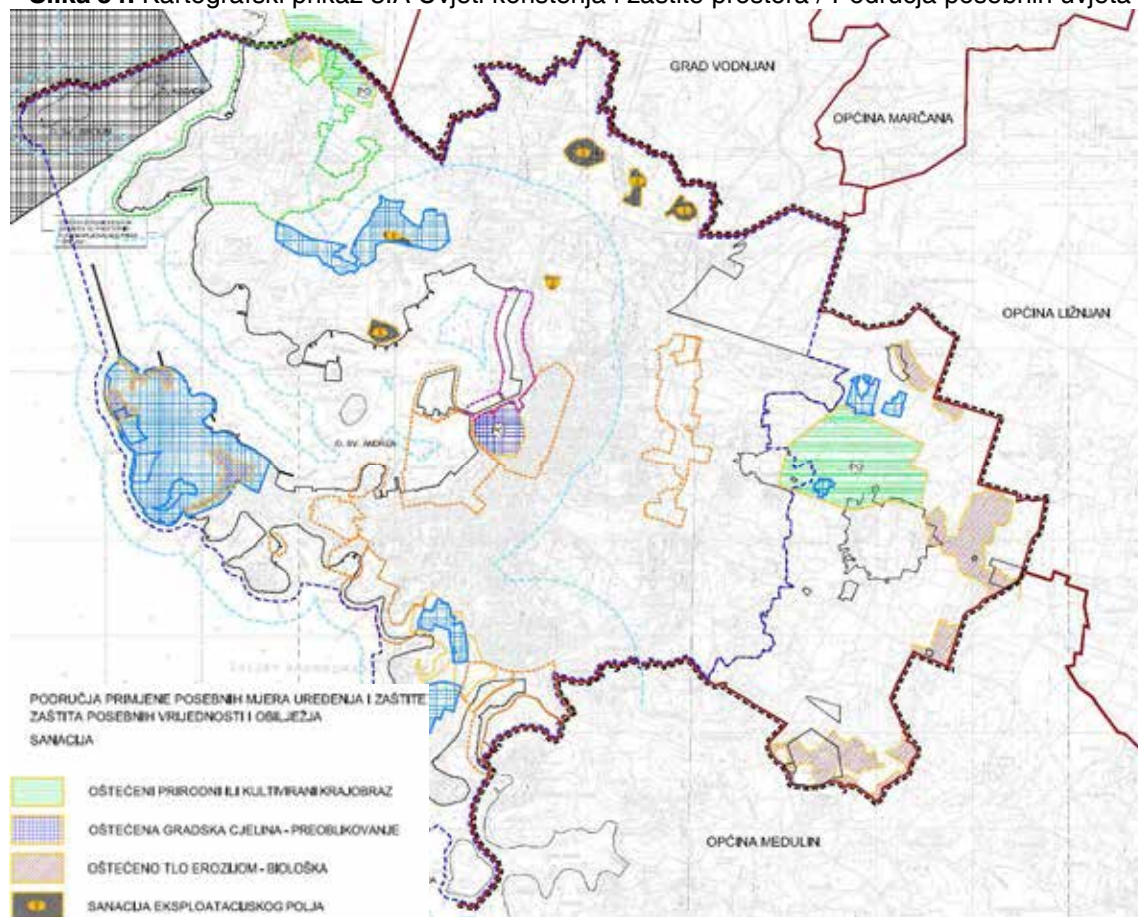 Kartografski prikaz 3.A Uvjeti korištenja i zaštite prostora / Područja posebnih uvjeta
GRAD VODNJAN
OPĆINA MARČANA
OPĆINA LIŽNJAN
O. SV. ANDRIJA
PODRUČJA PRIMJENE POSEBNIH MJERA UREĐENJA I ZAŠTITE
ZAŠTITA POSEBNIH VRIJEDNOSTI I OBILJEŽJA
SANACIJA
OŠTEĆENI PRIRODNI ILI KULTIVIRANI KRAJOBRAZ
OŠTEĆENA GRADSKA CJELINA - PREOBLIKOVANJE
OPĆINA MEDULIN
OŠTEĆENO TLO EROZIJOM - BIOLOŠKA
SANACIJA EKSPLOATACIJSKOG POLJA